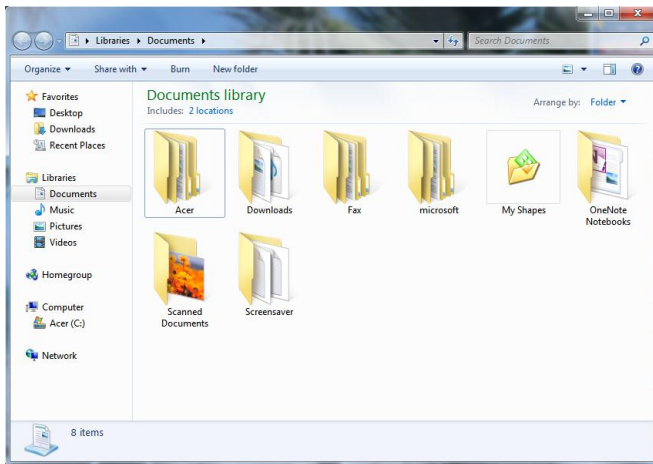 Libraries Documents
Search Documents
Organize Share with Burn New folder
Favorites
Desktop
Downloads
Recent Places
Libraries
Documents
Music
Pictures
Videos
Homegroup
Computer
Acer (C:)
Network
Documents library
Includes: 2 locations
Arrange by: Folder
Acer
Downloads
Fax
microsoft
My Shapes
OneNote
Notebooks
Scanned
Documents
Screensaver
8 items